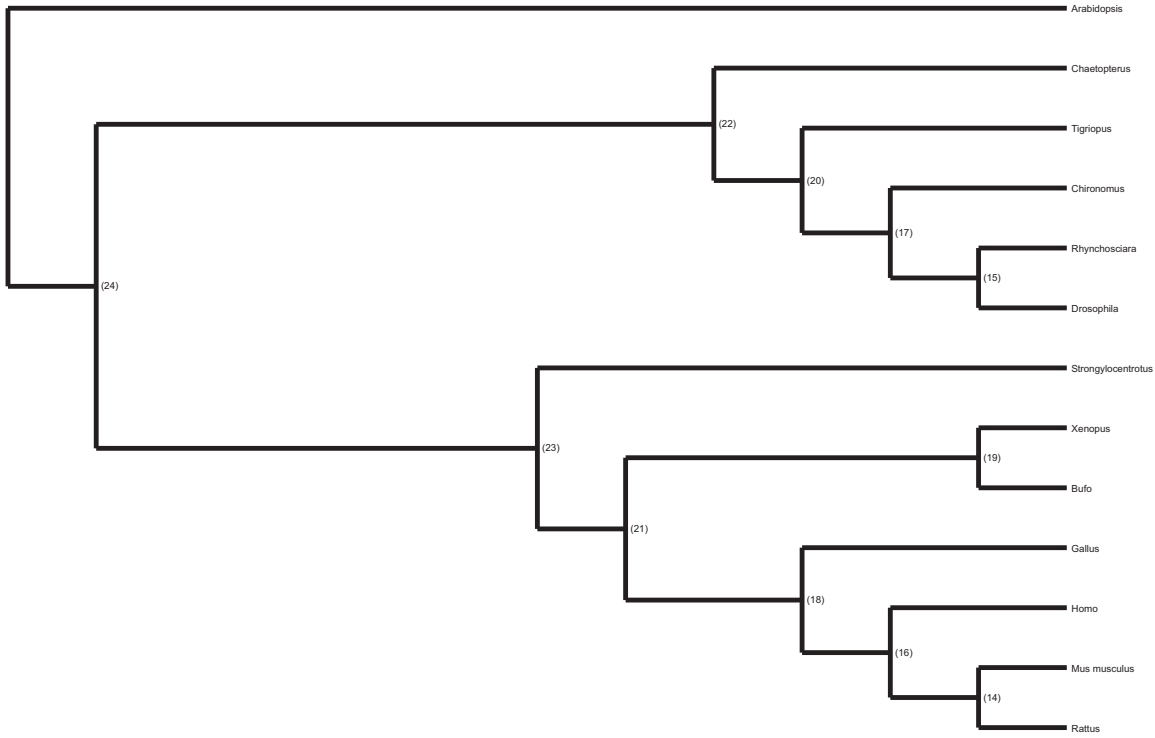 Arabidopsis
Chaetopterus
(22)
Tigriopus
(20)
Chironomus
(17)
Rhynchosciara
(15)
(24)
Drosophila
Strongylocentrotus
Xenopus
(23)
(19)
Bufo
(21)
Gallus
(18)
Homo
(16)
Mus musculus
(14)
Rattus